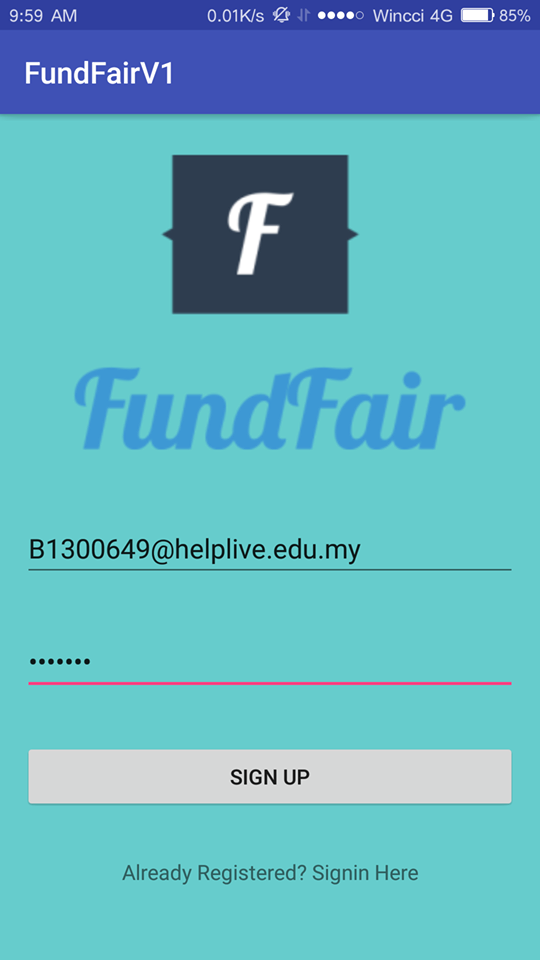 9:59 AM 0.01K/s Wincci 4G 85%
FundFairV1
F
FundFair
B1300649@helplive.edu.my
•••••••
SIGN UP
Already Registered? Signin Here